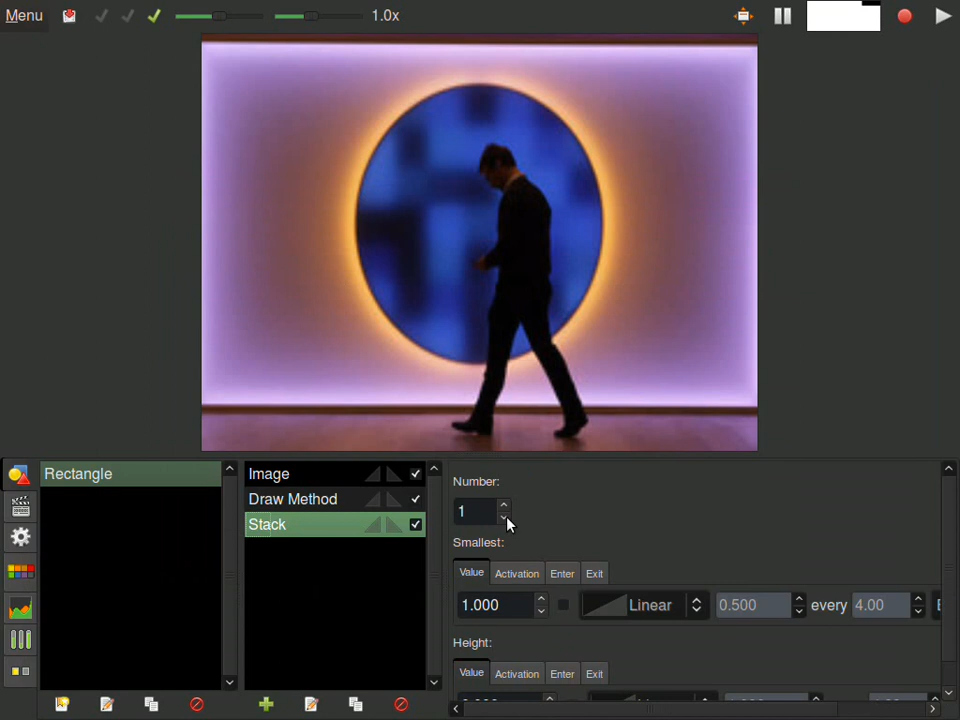 Menu 1.0x
Rectangle
Image
Draw Method
Stack
Number:
1
Smallest:
Value Activation Enter Exit
1.000 Linear 0.500 every 4.00
Height:
Value Activation Enter Exit